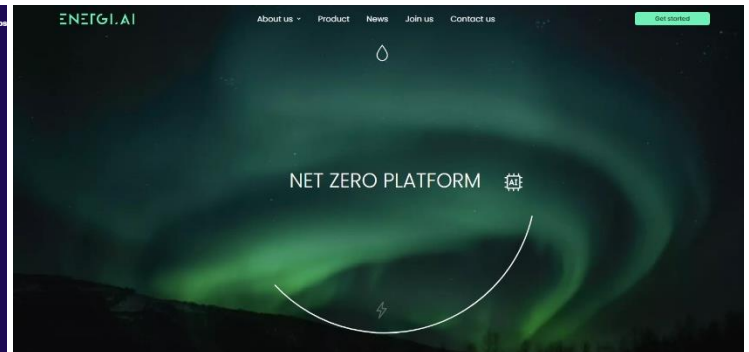 ENERGI.AI
About us Product News Join us Contact us
Get started
NET ZERO PLATFORM
AI